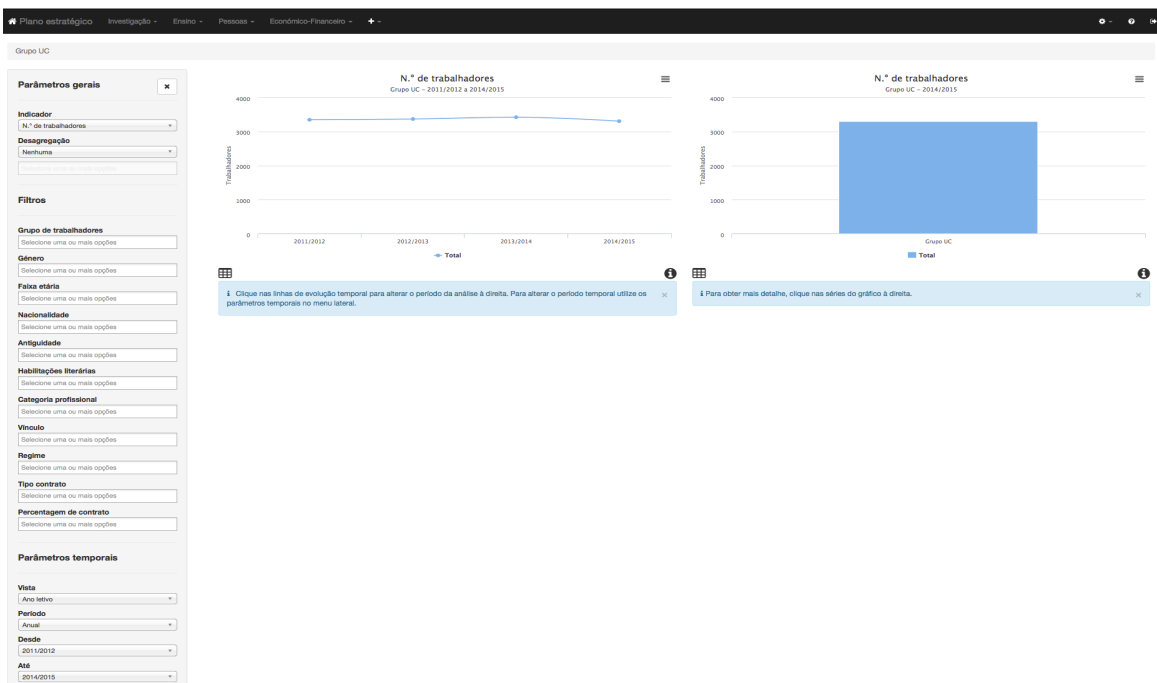 Plano estratégico Investigação Ensino Pessoas Económico-Financeiro
Grupo UC
Parâmetros gerais
Indicador
N.° de trabalhadores
Desagregação
Nenhuma
Filtros
Grupo de trabalhadores
Selecione uma ou mais opções
Género
Selecione uma ou mais opções
Faixa etária
Selecione uma ou mais opções
Nacionalidade
Selecione uma ou mais opções
Antiguidade
Selecione uma ou mais opções
Habilitações literárias
Selecione uma ou mais opções
Categoria profissional
Selecione uma ou mais opções
Vínculo
Selecione uma ou mais opções
Regime
Selecione uma ou mais opções
Tipo contrato
Selecione uma ou mais opções
Percentagem de contrato
Selecione uma ou mais opções
Parâmetros temporais
Vista
Ano letivo
Período
Anual
Desde
2011/2012
Até
2014/2015
N.° de trabalhadores
Grupo UC - 2011/2012 a 2014/2015
Trabalhadores
4000
3000
2000
1000
0
2011/2012 2012/2013 2013/2014 2014/2015
Total
Clique nas linhas de evolução temporal para alterar o período da análise à direita. Para alterar o período temporal utilize os
parâmetros temporais no menu lateral.
N.° de trabalhadores
Grupo UC - 2014/2015
Trabalhadores
4000
3000
2000
1000
0
Grupo UC
Total
Para obter mais detalhe, clique nas séries do gráfico à direita.